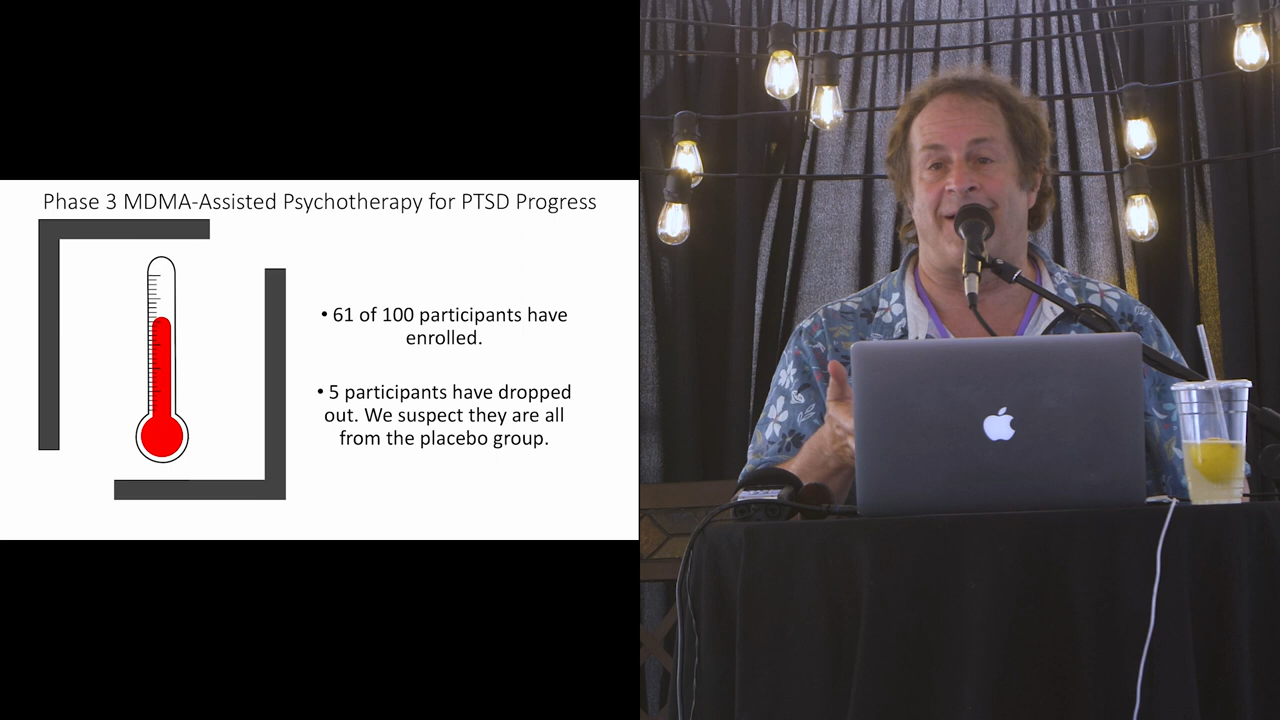 Phase 3 MDMA-Assisted Psychotherapy for PTSD Progress
• 61 of 100 participants have
enrolled.
• 5 participants have dropped
out. We suspect they are all
from the placebo group.